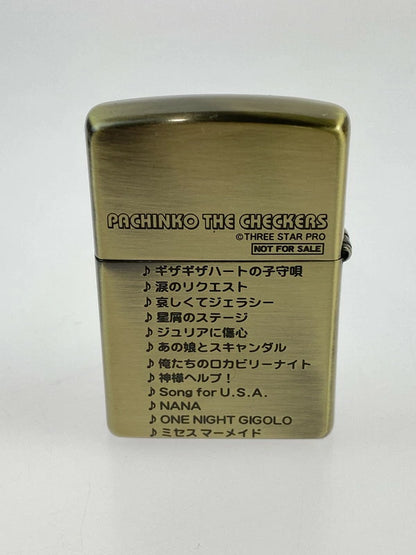 PACHINKO THE CHECKERS
©THREE STAR PRO
NOT FOR SALE
♪ギザギザハートの子守唄
♪涙のリクエスト
♪哀しくてジェラシー
♪星屑のステージ
♪ジュリアに傷心
♪あの娘とスキャンダル
♪俺たちのロカビリーナイト
♪神様ヘルプ！
♪Song for U.S.A.
♪NANA
♪ONE NIGHT GIGOLO
♪ミセス マーメイド